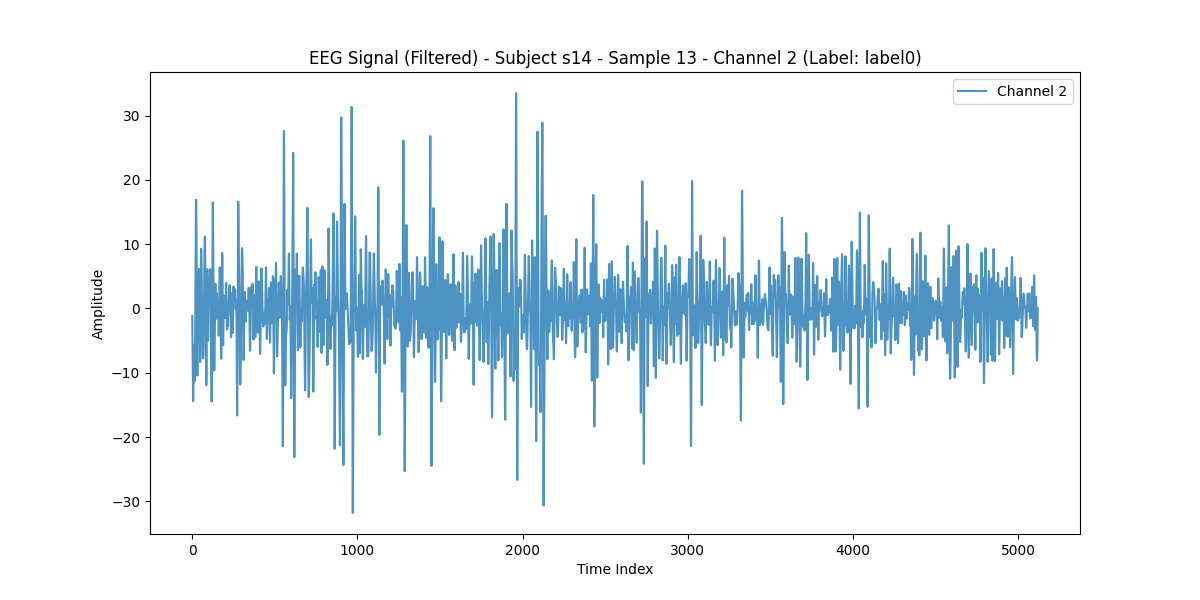 EEG Signal (Filtered) - Subject s14 - Sample 13 - Channel 2 (Label: label0)
Channel 2
30
20
10
0
−10
−20
−30
Amplitude
0 1000 2000 3000 4000 5000
Time Index